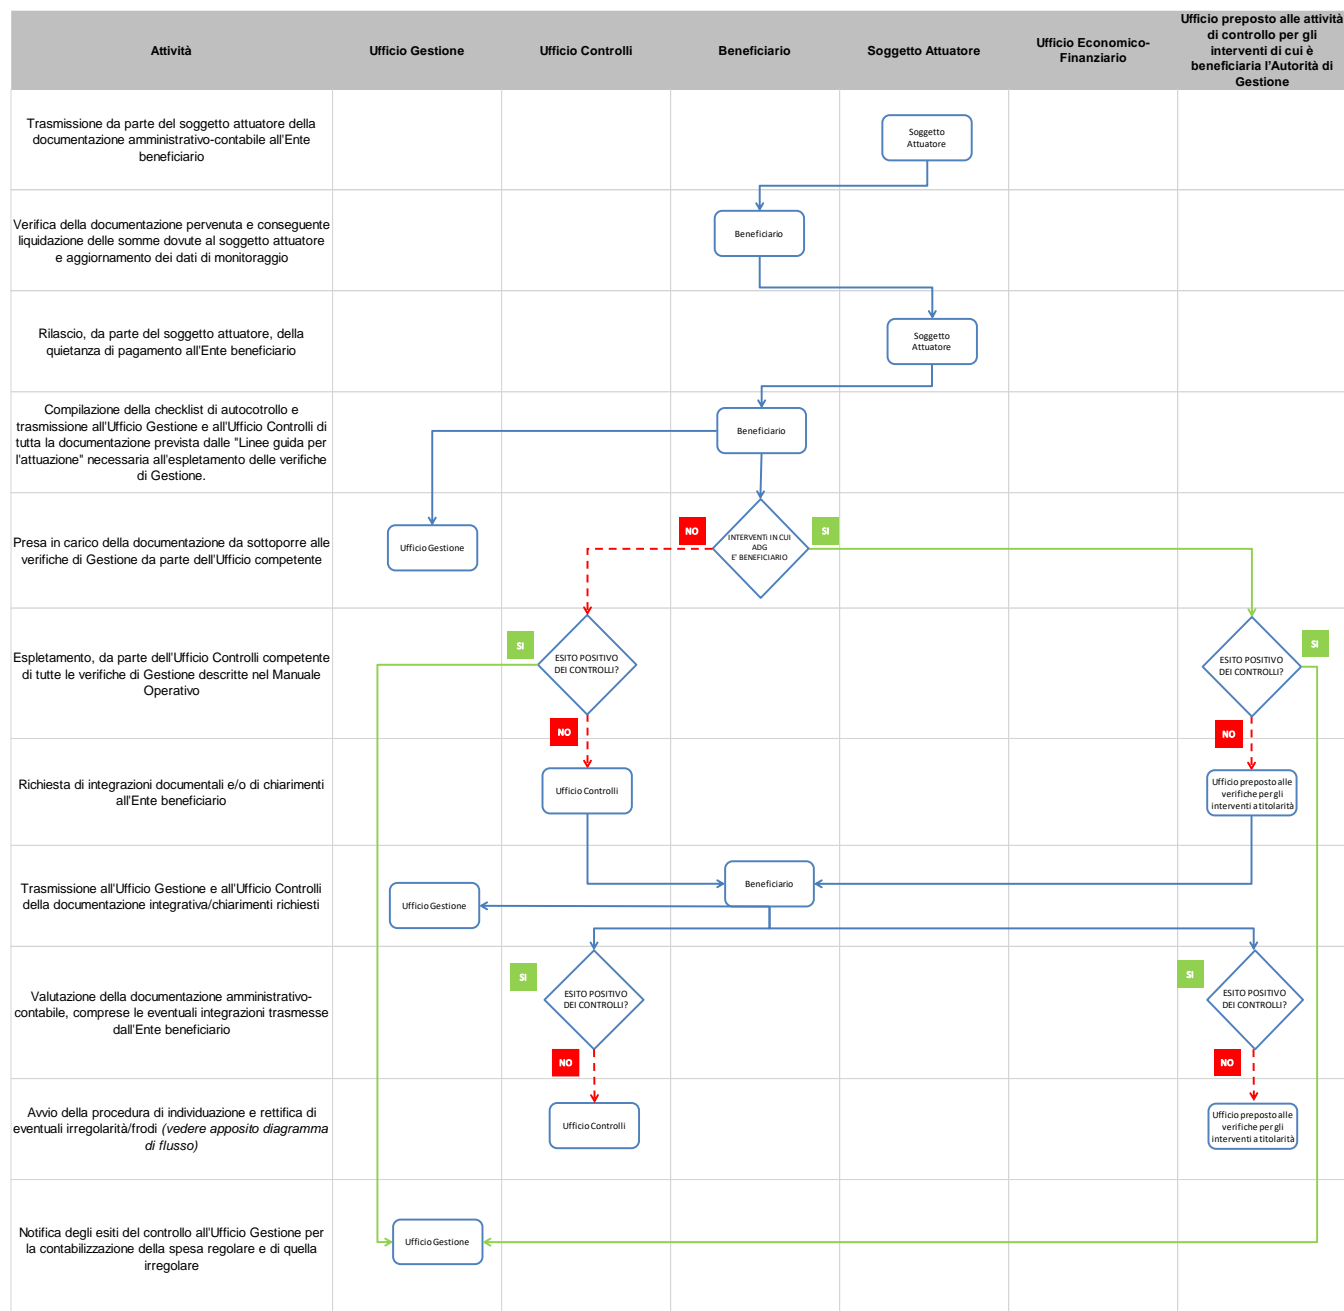 Attività
Ufficio Gestione
Ufficio Controlli
Beneficiario
Soggetto Attuatore
Ufficio Economico-
Finanziario
Ufficio preposto alle attività
di controllo per gli
interventi di cui è
beneficiaria l'Autorità di
Gestione
Trasmissione da parte del soggetto attuatore della
documentazione amministrativo-contabile all'Ente
beneficiario
Soggetto
Attuatore
Verifica della documentazione pervenuta e conseguente
liquidazione delle somme dovute al soggetto attuatore
e aggiornamento dei dati di monitoraggio
Beneficiario
Rilascio, da parte del soggetto attuatore, della
quietanza di pagamento all'Ente beneficiario
Soggetto
Attuatore
Compilazione della checklist di autocotrollo e
trasmissione all'Ufficio Gestione e all'Ufficio Controlli di
tutta la documentazione prevista dalle "Linee guida per
l'attuazione" necessaria all'espletamento delle verifiche
di Gestione.
Beneficiario
Presa in carico della documentazione da sottoporre alle
verifiche di Gestione da parte dell'Ufficio competente
Ufficio Gestione
NO
INTERVENTi IN CUI
ADG
E' BENEFICIARIO
SI
Espletamento, da parte dell'Ufficio Controlli competente
di tutte le verifiche di Gestione descritte nel Manuale
Operativo
SI
ESITO POSITIVO
DEI CONTROLLI?
NO
ESITO POSITIVO
DEI CONTROLLI?
SI
NO
Richiesta di integrazioni documentali e/o di chiarimenti
all'Ente beneficiario
Ufficio Controlli
Ufficio preposto alle
verifiche per gli
interventi a titolarità
Trasmissione all'Ufficio Gestione e all'Ufficio Controlli
della documentazione integrativa/chiarimenti richiesti
Ufficio Gestione
Beneficiario
Valutazione della documentazione amministrativo-
contabile, comprese le eventuali integrazioni trasmesse
dall'Ente beneficiario
SI
ESITO POSITIVO
DEI CONTROLLI?
NO
SI
ESITO POSITIVO
DEI CONTROLLI?
NO
Avvio della procedura di individuazione e rettifica di
eventuali irregolarità/frodi (vedere apposito diagramma
di flusso)
Ufficio Controlli
Ufficio preposto alle
verifiche per gli
interventi a titolarità
Notifica degli esiti del controllo all'Ufficio Gestione per
la contabilizzazione della spesa regolare e di quella
irregolare
Ufficio Gestione